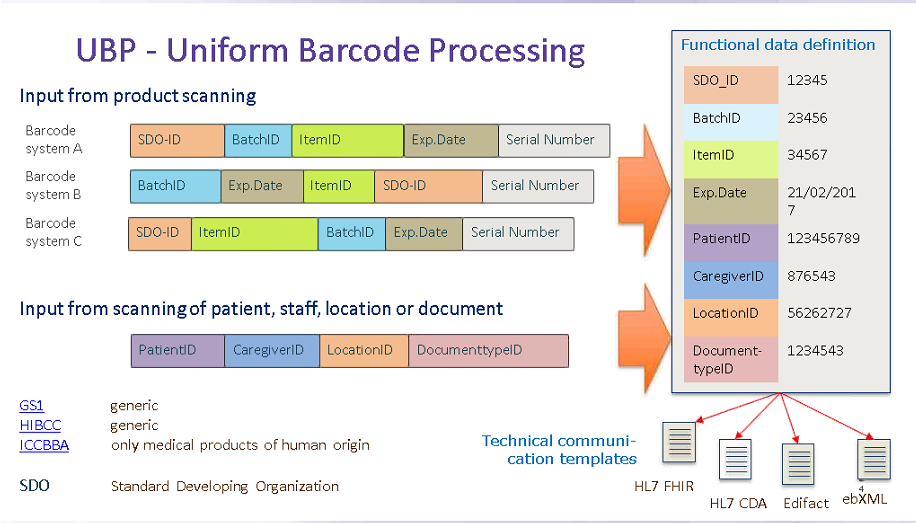 UBP - Uniform Barcode Processing
Input from product scanning
Barcode
system A
SDO-ID BatchID ItemID Exp.Date Serial Number
Barcode
system B
BatchID Exp.Date ItemID SDO-ID Serial Number
Barcode
system C
SDO-ID ItemID BatchID Exp.Date Serial Number
Input from scanning of patient, staff, location or document
PatientID CaregiverID LocationID DocumenttypeID
GS1 generic
HIBCC generic
ICCBBA only medical products of human origin
SDO Standard Developing Organization
Functional data definition
SDO_ID 12345
BatchID 23456
ItemID 34567
Exp.Date 21/02/201
7
PatientID 123456789
CaregiverID 876543
LocationID 56262727
Document- 1234543
typeID
Technical communi-
cation templates
HL7 FHIR
HL7 CDA
Edifact
ebXML
4